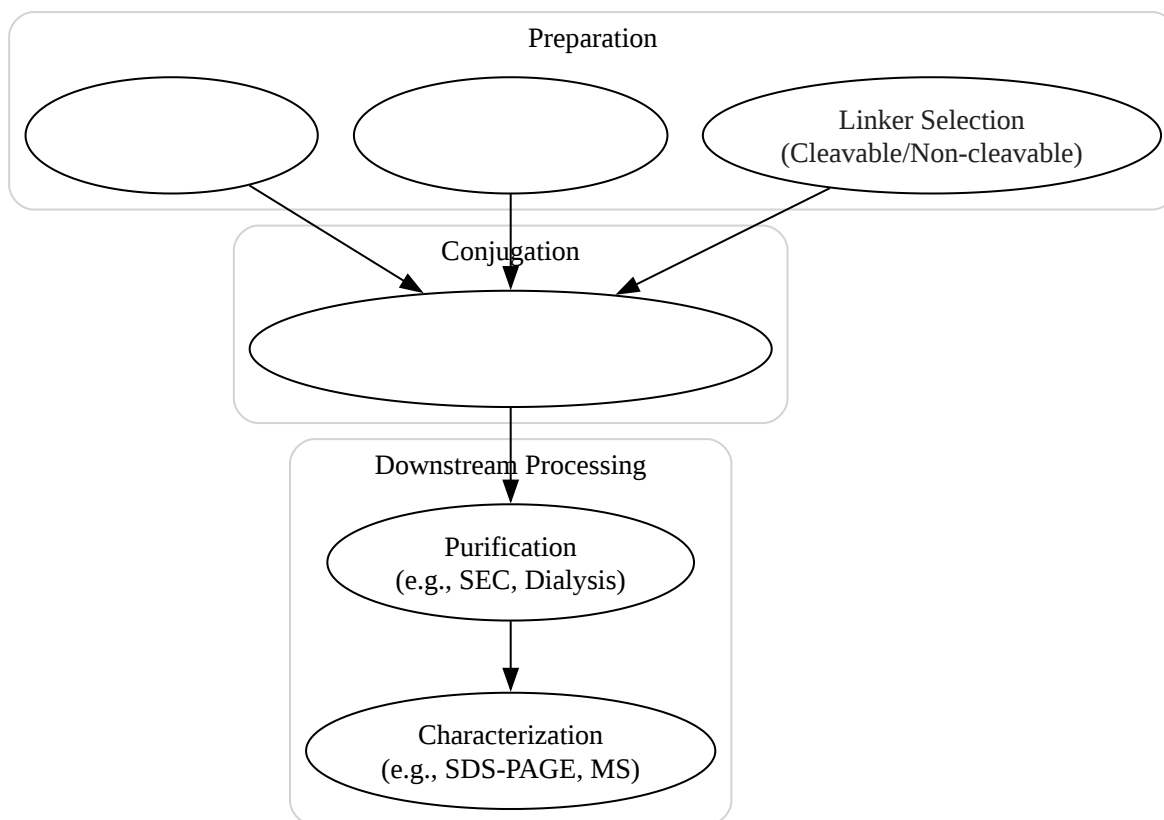 Preparation
Linker Selection
(Cleavable/Non-cleavable)
Conjugation
Downstream Processing
Purification
(e.g., SEC, Dialysis)
Characterization
(e.g., SDS-PAGE, MS)